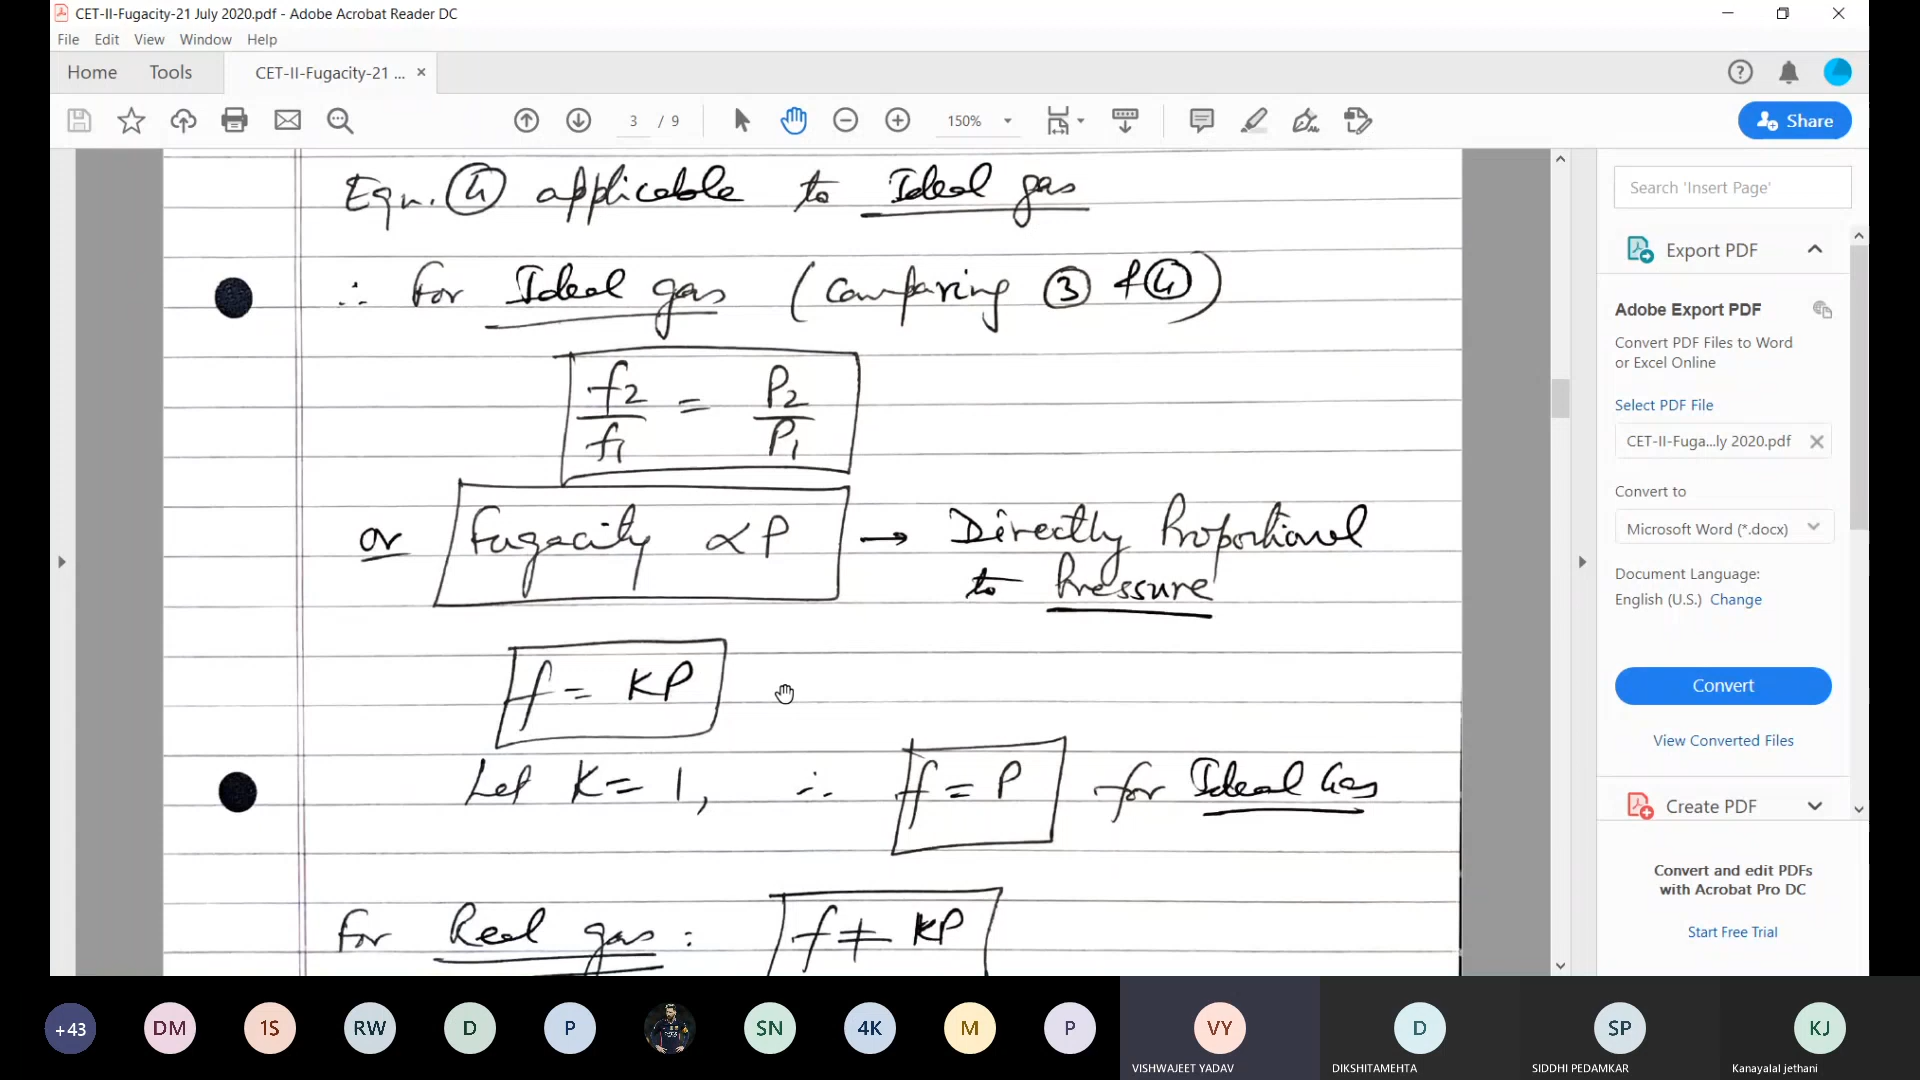 CET-II-Fugacity-21 July 2020.pdf - Adobe Acrobat Reader DC
File Edit View Window Help
Home Tools CET-II-Fugacity-21 ... ×
3 / 9 150% Share
Eqn. ④ applicable to Ideal gas
∴ for Ideal gas (Comparing ③ & ④)
f2/f1 = P2/P1
or Fugacity ∝ P → Directly Proportional
to Pressure
f = KP
Let K = 1, ∴ f = P for Ideal Gas
for Real gas : f ≠ KP
Search 'Insert Page'
Export PDF
Adobe Export PDF
Convert PDF Files to Word
or Excel Online
Select PDF File
CET-II-Fuga...ly 2020.pdf
Convert to
Microsoft Word (*.docx)
Document Language:
English (U.S.) Change
Convert
View Converted Files
Create PDF
Convert and edit PDFs
with Acrobat Pro DC
Start Free Trial
+43 DM 1S RW D P SN 4K M P VY D SP KJ
VISHWAJEET YADAV DIKSHITAMEHTA SIDDHI PEDAMKAR Kanayalal jethani